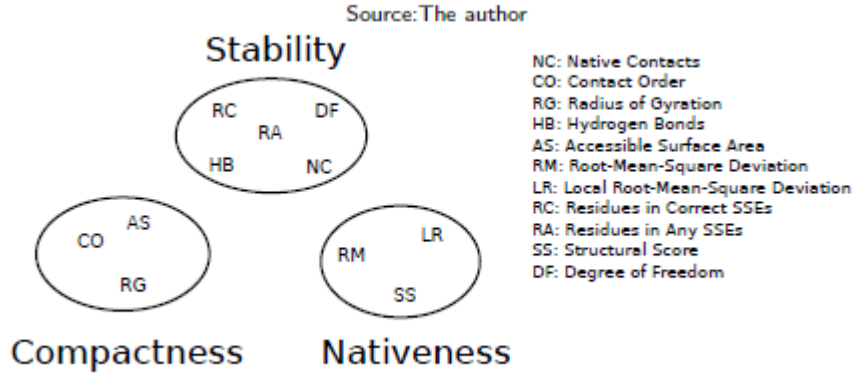 Source:The author
Stability
RC DF
RA
HB NC
AS
CO
RG
Compactness
LR
RM
SS
Nativeness
NC: Native Contacts
CO: Contact Order
RG: Radius of Gyration
HB: Hydrogen Bonds
AS: Accessible Surface Area
RM: Root-Mean-Square Deviation
LR: Local Root-Mean-Square Deviation
RC: Residues in Correct SSEs
RA: Residues in Any SSEs
SS: Structural Score
DF: Degree of Freedom